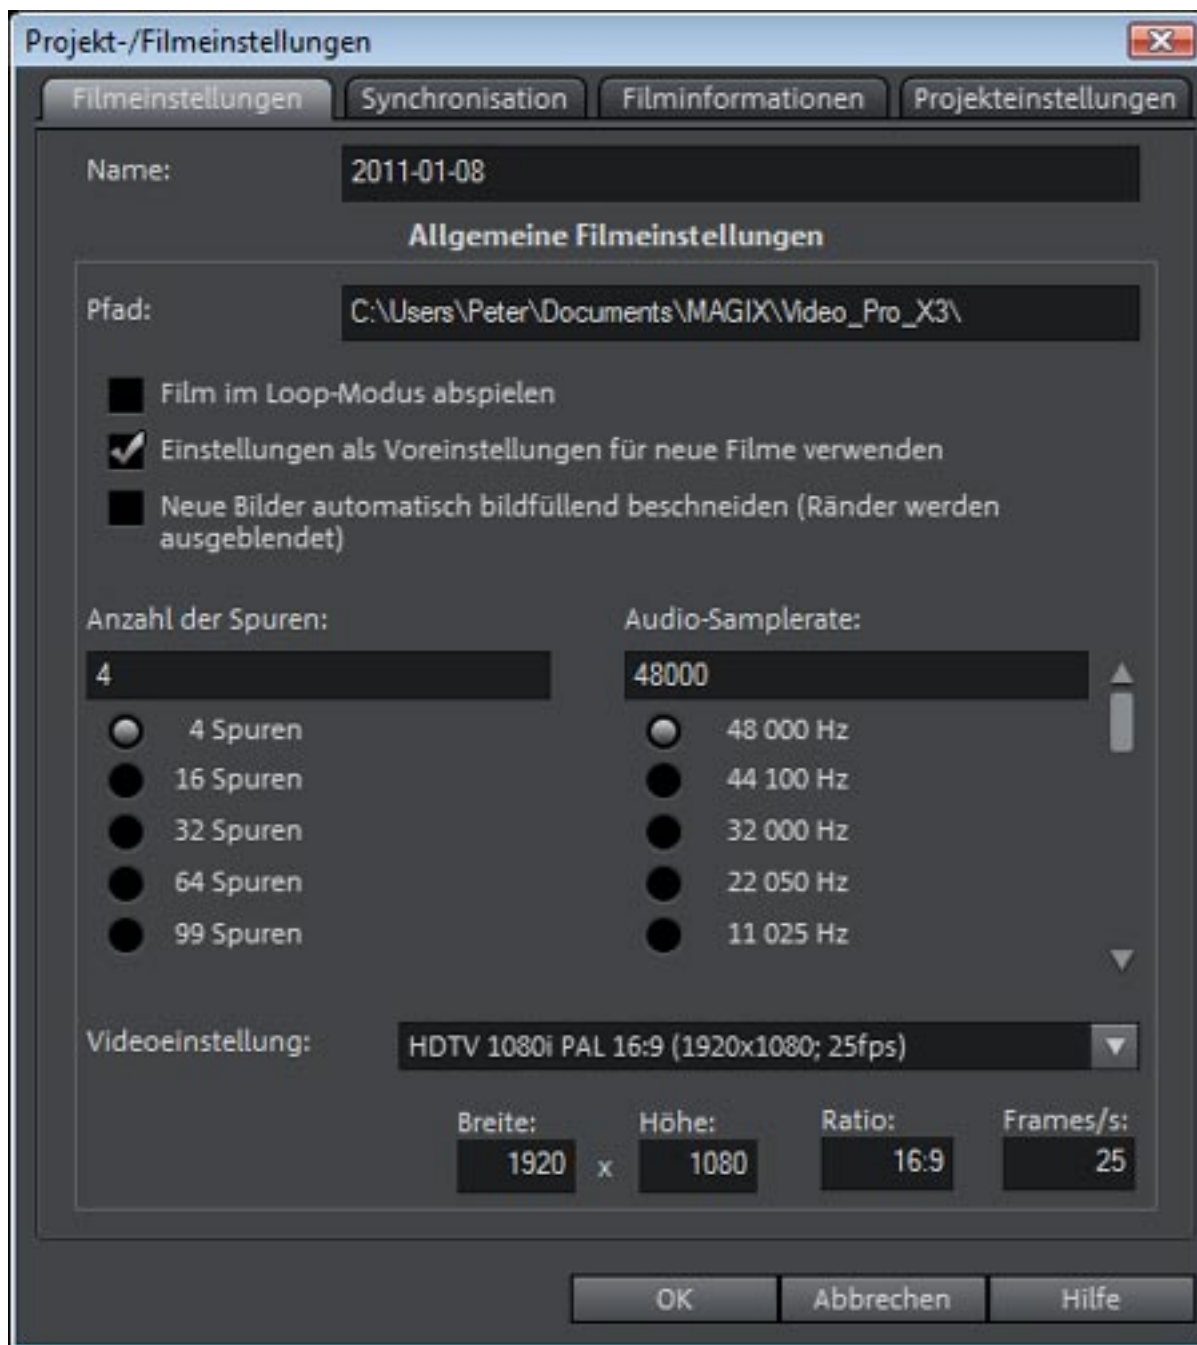 Projekt-/Filmeinstellungen
Filmeinstellungen Synchronisation Filminformationen Projekteinstellungen
Name: 2011-01-08
Allgemeine Filmeinstellungen
Pfad: C:\Users\Peter\Documents\MAGIX\Video_Pro_X3\
Film im Loop-Modus abspielen
Einstellungen als Voreinstellungen für neue Filme verwenden
Neue Bilder automatisch bildfüllend beschneiden (Ränder werden
ausgeblendet)
Anzahl der Spuren: Audio-Samplerate:
4 48000
4 Spuren 48 000 Hz
16 Spuren 44 100 Hz
32 Spuren 32 000 Hz
64 Spuren 22 050 Hz
99 Spuren 11 025 Hz
Videoeinstellung: HDTV 1080i PAL 16:9 (1920x1080; 25fps)
Breite: Höhe: Ratio: Frames/s:
1920 x 1080 16:9 25
OK Abbrechen Hilfe